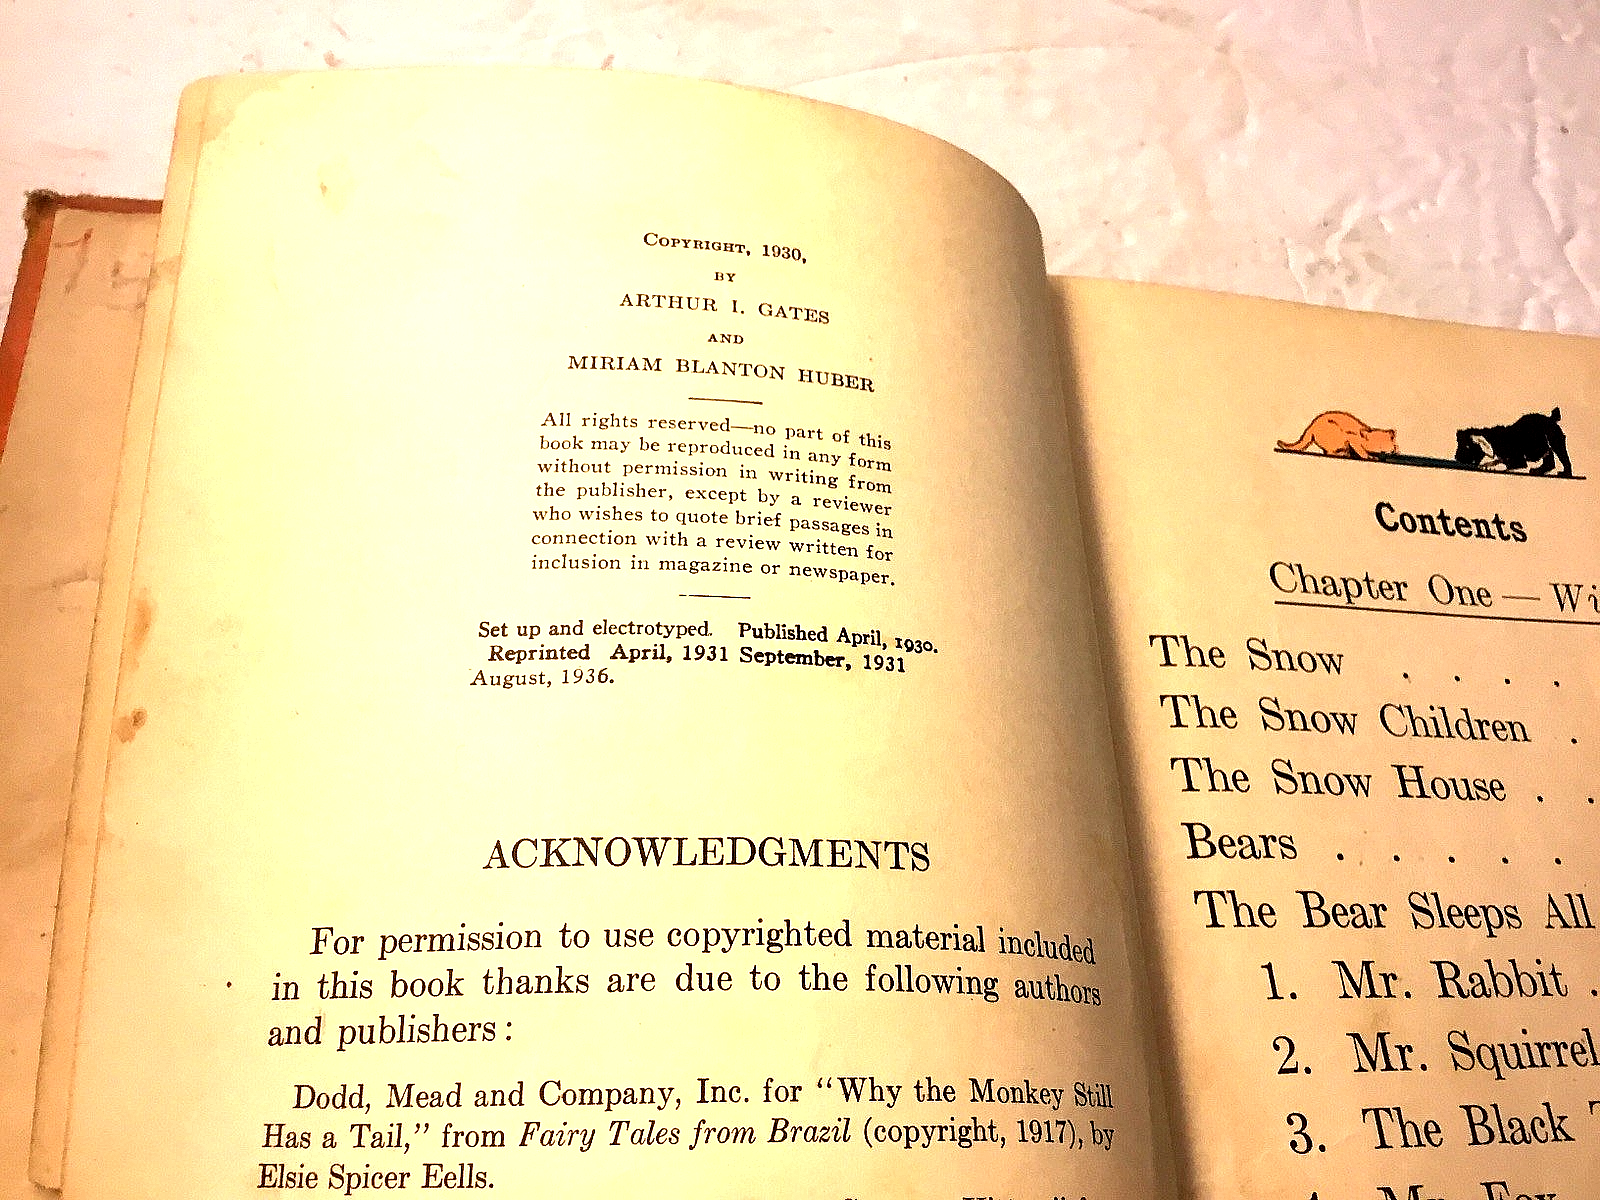 COPYRIGHT, 1930,
BY
ARTHUR I. GATES
AND
MIRIAM BLANTON HUBER
All rights reserved—no part of this
book may be reproduced in any form
without permission in writing from
the publisher, except by a reviewer
who wishes to quote brief passages in
connection with a review written for
inclusion in magazine or newspaper.
Set up and electrotyped. Published April, 1930.
Reprinted April, 1931 September, 1931
August, 1936.
ACKNOWLEDGMENTS
For permission to use copyrighted material included
in this book thanks are due to the following authors
and publishers:
Dodd, Mead and Company, Inc. for "Why the Monkey Still
Has a Tail," from Fairy Tales from Brazil (copyright, 1917), by
Elsie Spicer Eells.
Contents
Chapter One — Wi
The Snow . . . .
The Snow Children .
The Snow House . .
Bears . . . . .
The Bear Sleeps All
1. Mr. Rabbit .
2. Mr. Squirrel
3. The Black
Mr. Fox